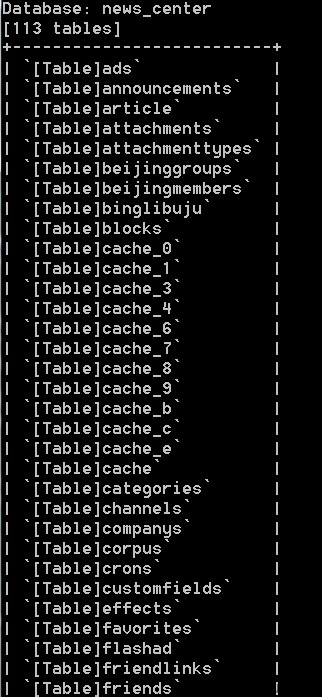 Database: news_center
[113 tables]
+---------------------------+
| `[Table]ads`              |
| `[Table]announcements`    |
| `[Table]article`          |
| `[Table]attachments`      |
| `[Table]attachmenttypes`  |
| `[Table]beijinggroups`    |
| `[Table]beijingmembers`   |
| `[Table]binglibuju`       |
| `[Table]blocks`           |
| `[Table]cache_0`          |
| `[Table]cache_1`          |
| `[Table]cache_3`          |
| `[Table]cache_4`          |
| `[Table]cache_6`          |
| `[Table]cache_7`          |
| `[Table]cache_8`          |
| `[Table]cache_9`          |
| `[Table]cache_b`          |
| `[Table]cache_c`          |
| `[Table]cache_e`          |
| `[Table]cache`            |
| `[Table]categories`       |
| `[Table]channels`         |
| `[Table]companys`         |
| `[Table]corpus`           |
| `[Table]crons`            |
| `[Table]customfields`     |
| `[Table]effects`          |
| `[Table]favorites`        |
| `[Table]flashad`          |
| `[Table]friendlinks`      |
| `[Table]friends`          |